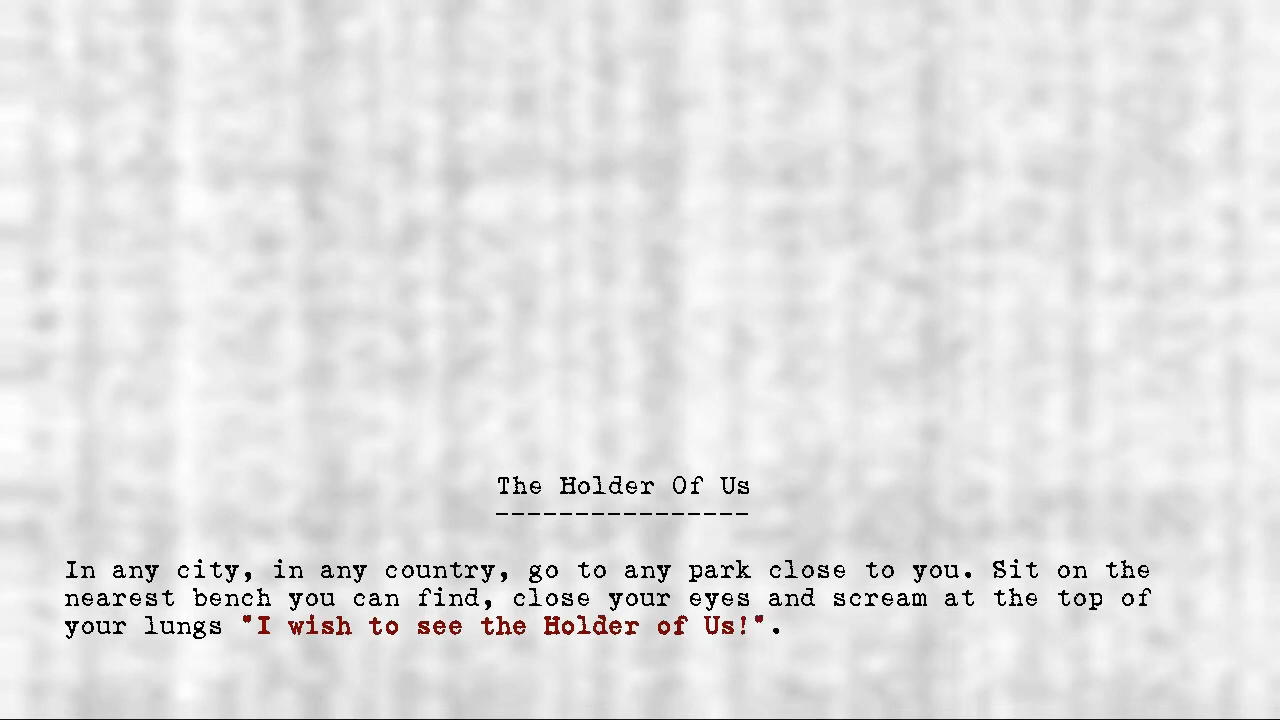 The Holder Of Us
----------------
In any city, in any country, go to any park close to you. Sit on the
nearest bench you can find, close your eyes and scream at the top of
your lungs "I wish to see the Holder of Us!".